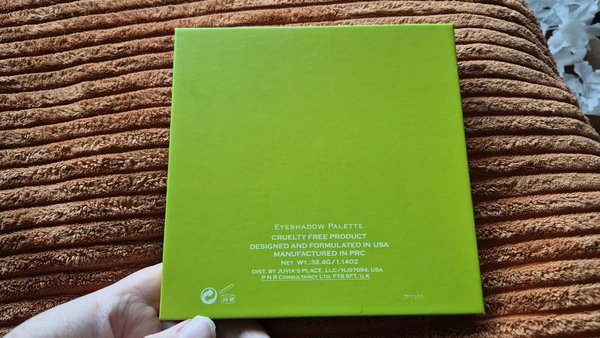 EYESHADOW PALETTE
CRUELTY FREE PRODUCT
DESIGNED AND FORMULATED IN USA
MANUFACTURED IN PRC
NET WT.:32.4G/1.14OZ
DIST. BY JUVIA'S PLACE, LLC/NJ07094, USA
P N R CONSULTANCY LTD, FY8 5FT, U.K
24 M